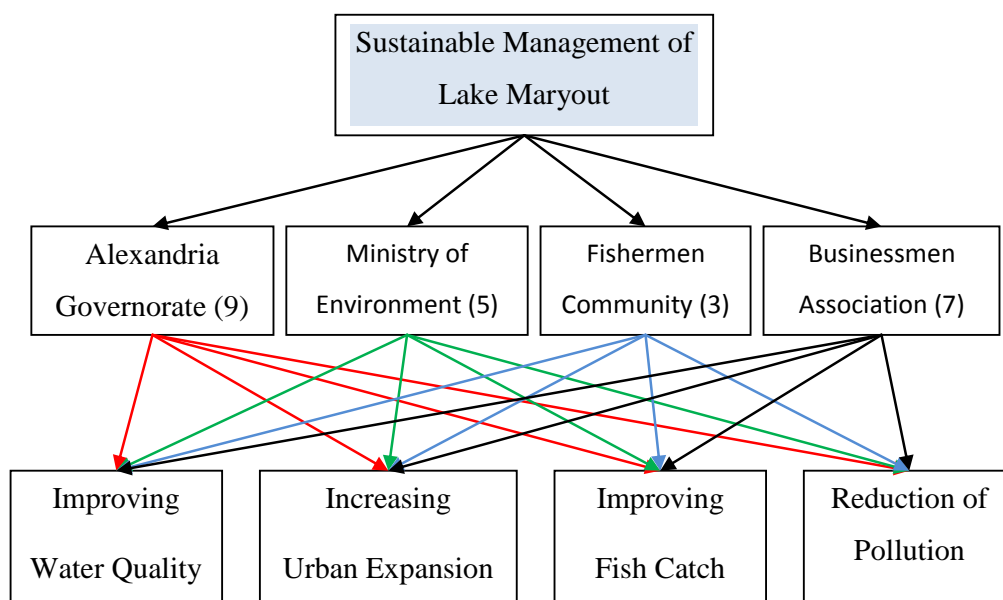 Sustainable Management of
Lake Maryout
Alexandria
Governorate (9)
Ministry of
Environment (5)
Fishermen
Community (3)
Businessmen
Association (7)
Improving
Water Quality
Increasing
Urban Expansion
Improving
Fish Catch
Reduction of
Pollution